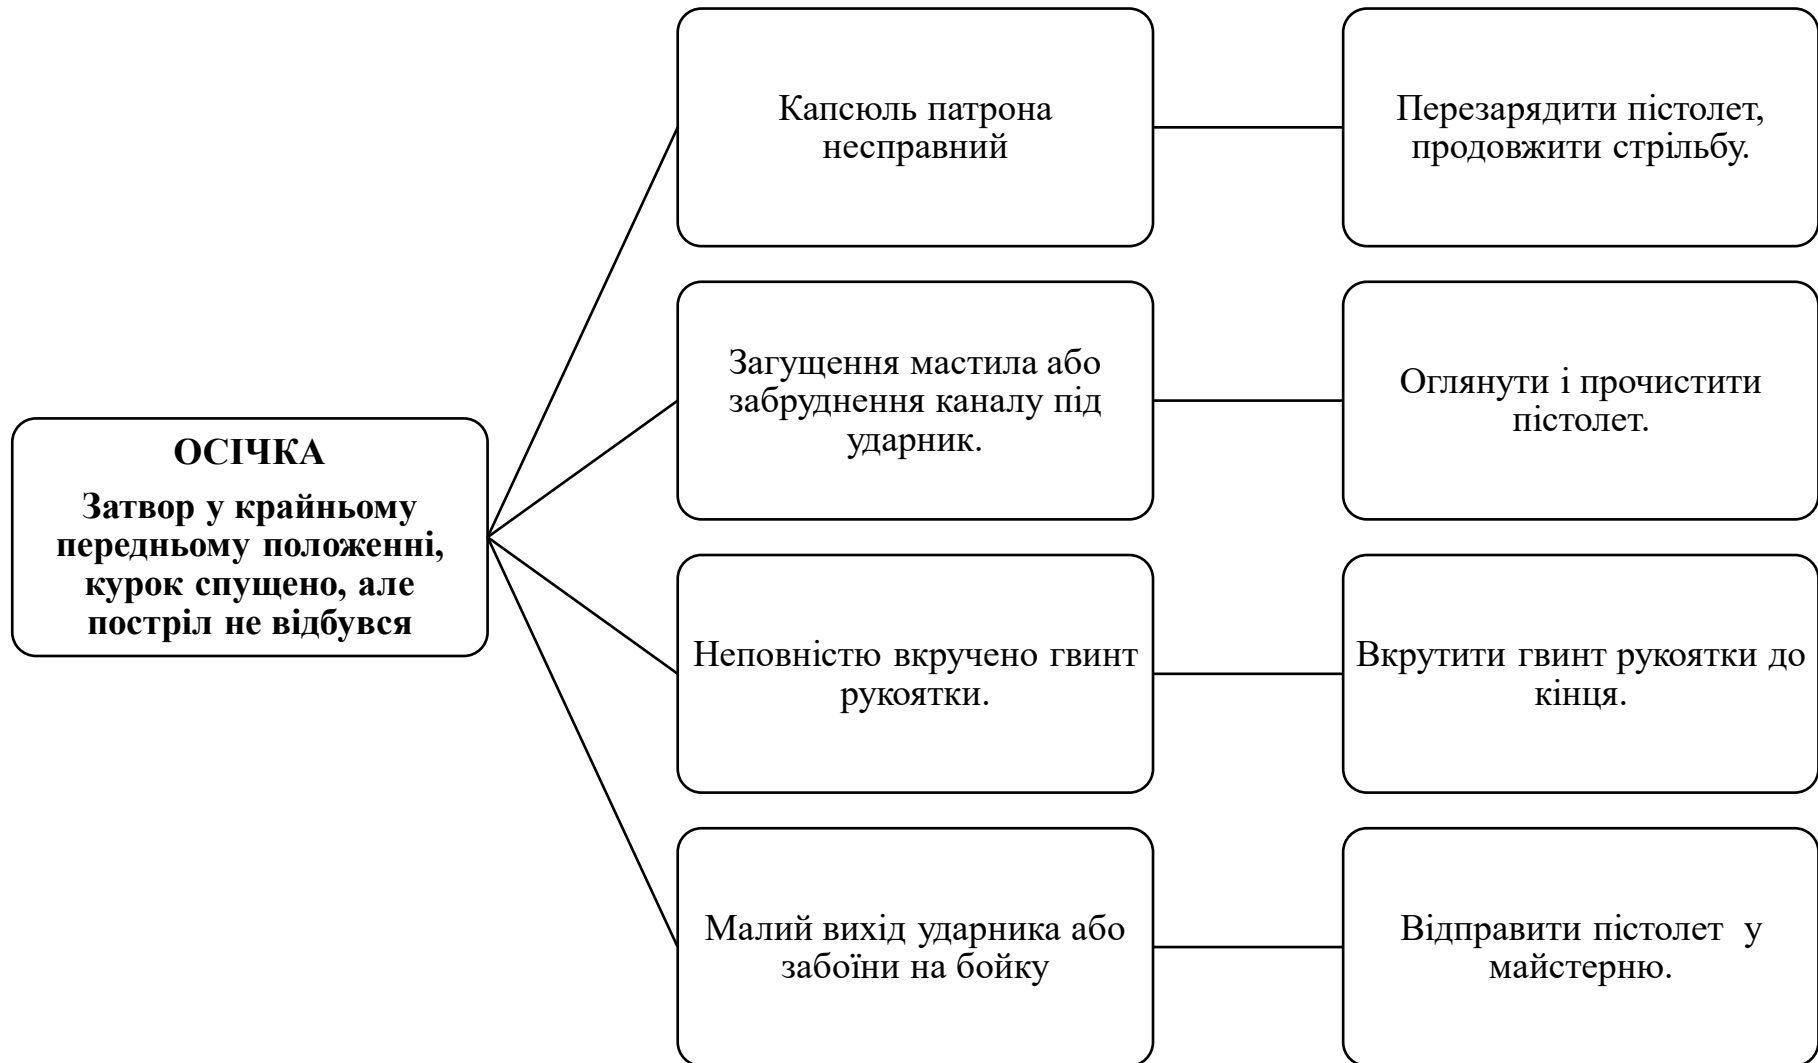 ОСІЧКА
Затвор у крайньому
передньому положенні,
курок спущено, але
постріл не відбувся
Капсюль патрона
несправний
Перезарядити пістолет,
продовжити стрільбу.
Загущення мастила або
забруднення каналу під
ударник.
Оглянути і прочистити
пістолет.
Неповністю вкручено гвинт
рукоятки.
Вкрутити гвинт рукоятки до
кінця.
Малий вихід ударника або
забоїни на бойку
Відправити пістолет у
майстерню.